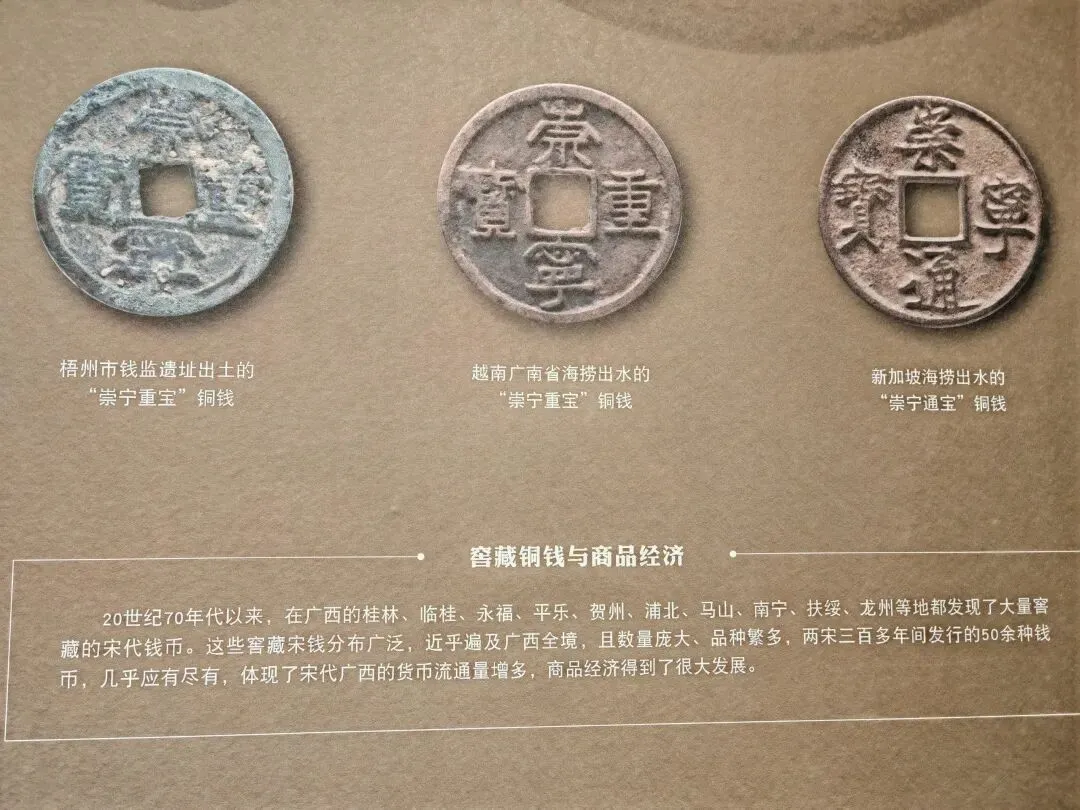 崇重寧寶
崇重寧寶
崇寧通寶
梧州市钱监遗址出土的
“崇宁重宝”铜钱
越南广南省海捞出水的
“崇宁重宝”铜钱
新加坡海捞出水的
“崇宁通宝”铜钱
窖藏铜钱与商品经济
20世纪70年代以来，在广西的桂林、临桂、永福、平乐、贺州、浦北、马山、南宁、扶绥、龙州等地都发现了大量窖
藏的宋代钱币。这些窖藏宋钱分布广泛，近乎遍及广西全境，且数量庞大、品种繁多，两宋三百多年间发行的50余种钱
币，几乎应有尽有，体现了宋代广西的货币流通量增多，商品经济得到了很大发展。